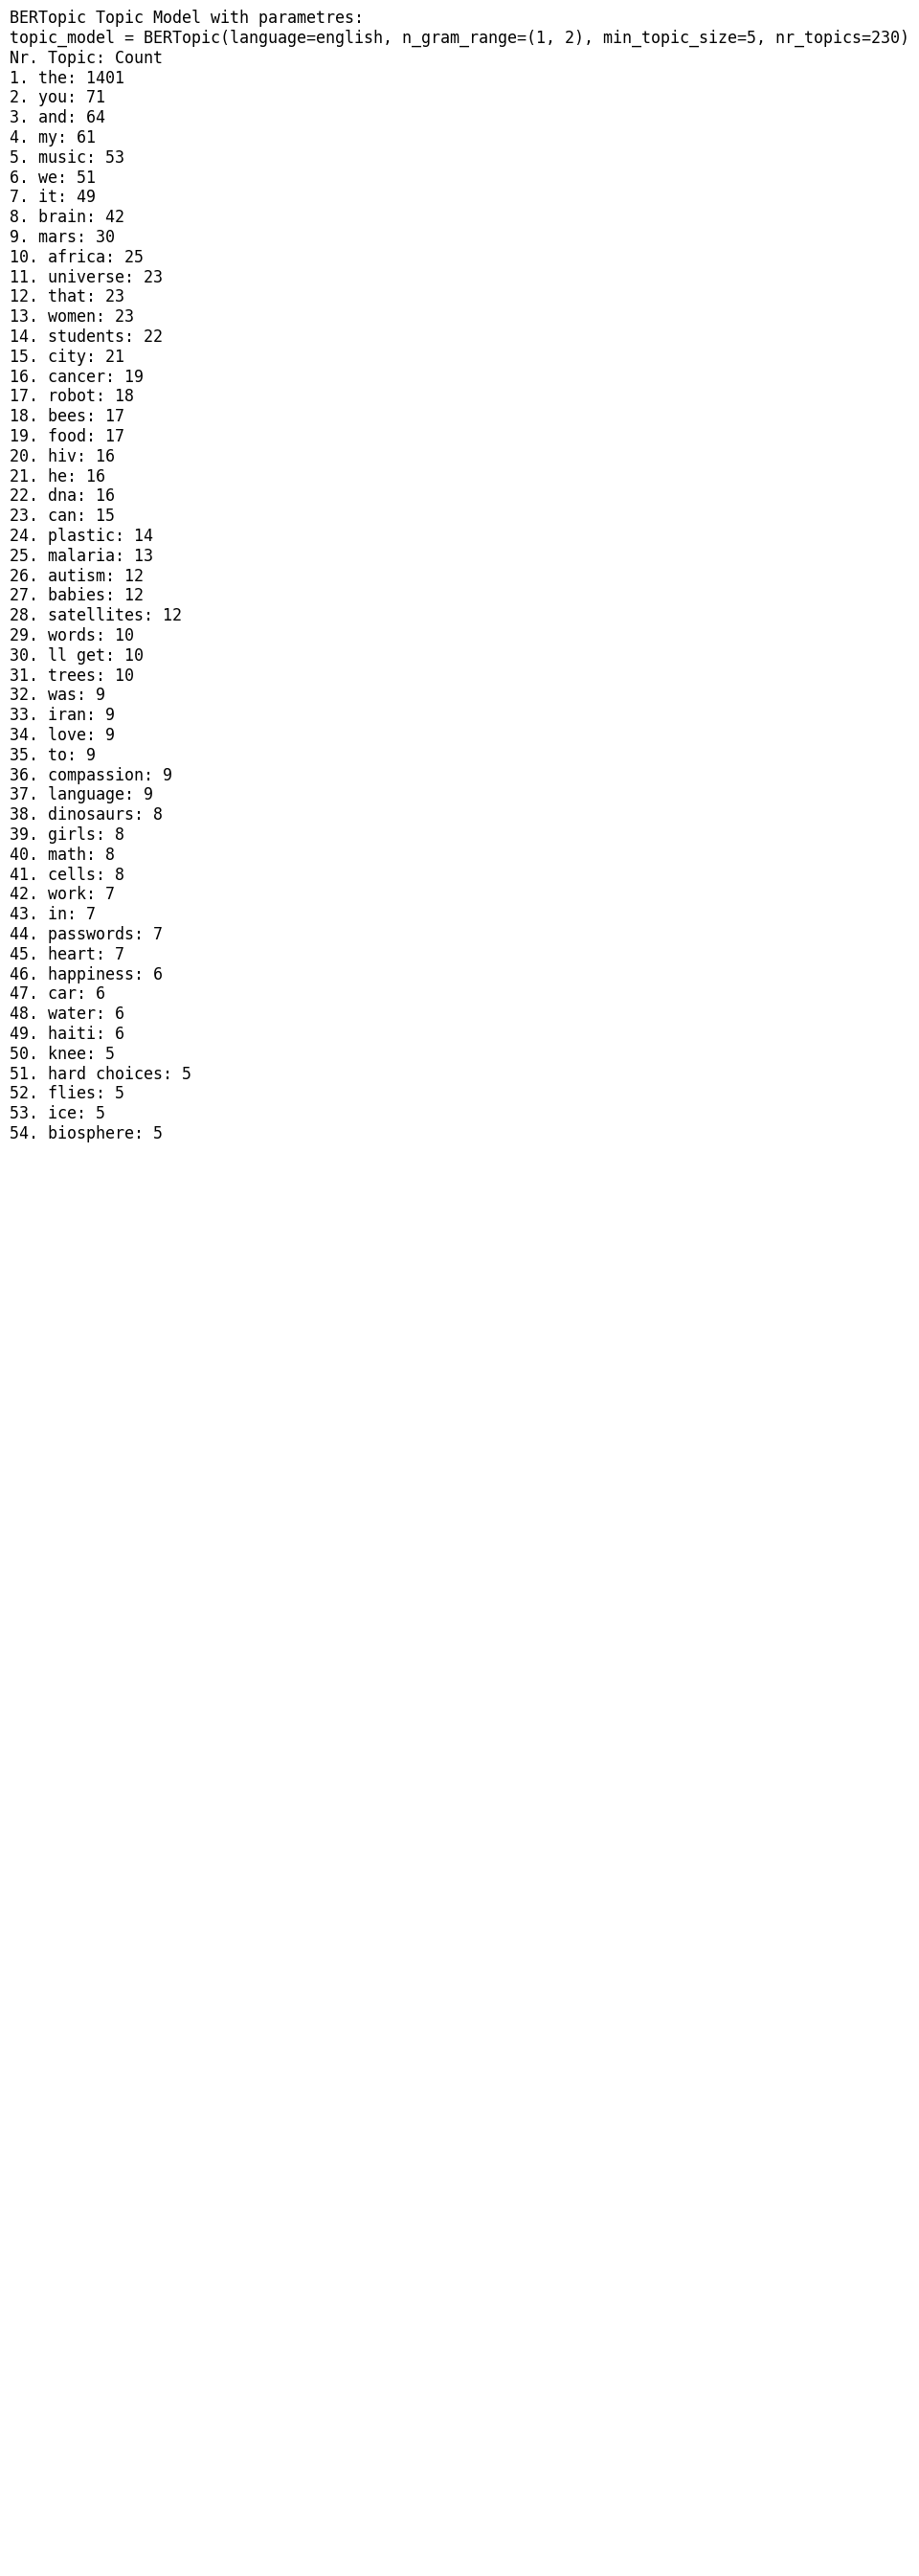 BERTopic Topic Model with parametres:
topic_model = BERTopic(language=english, n_gram_range=(1, 2), min_topic_size=5, nr_topics=230)
Nr. Topic: Count
1. the: 1401
2. you: 71
3. and: 64
4. my: 61
5. music: 53
6. we: 51
7. it: 49
8. brain: 42
9. mars: 30
10. africa: 25
11. universe: 23
12. that: 23
13. women: 23
14. students: 22
15. city: 21
16. cancer: 19
17. robot: 18
18. bees: 17
19. food: 17
20. hiv: 16
21. he: 16
22. dna: 16
23. can: 15
24. plastic: 14
25. malaria: 13
26. autism: 12
27. babies: 12
28. satellites: 12
29. words: 10
30. ll get: 10
31. trees: 10
32. was: 9
33. iran: 9
34. love: 9
35. to: 9
36. compassion: 9
37. language: 9
38. dinosaurs: 8
39. girls: 8
40. math: 8
41. cells: 8
42. work: 7
43. in: 7
44. passwords: 7
45. heart: 7
46. happiness: 6
47. car: 6
48. water: 6
49. haiti: 6
50. knee: 5
51. hard choices: 5
52. flies: 5
53. ice: 5
54. biosphere: 5